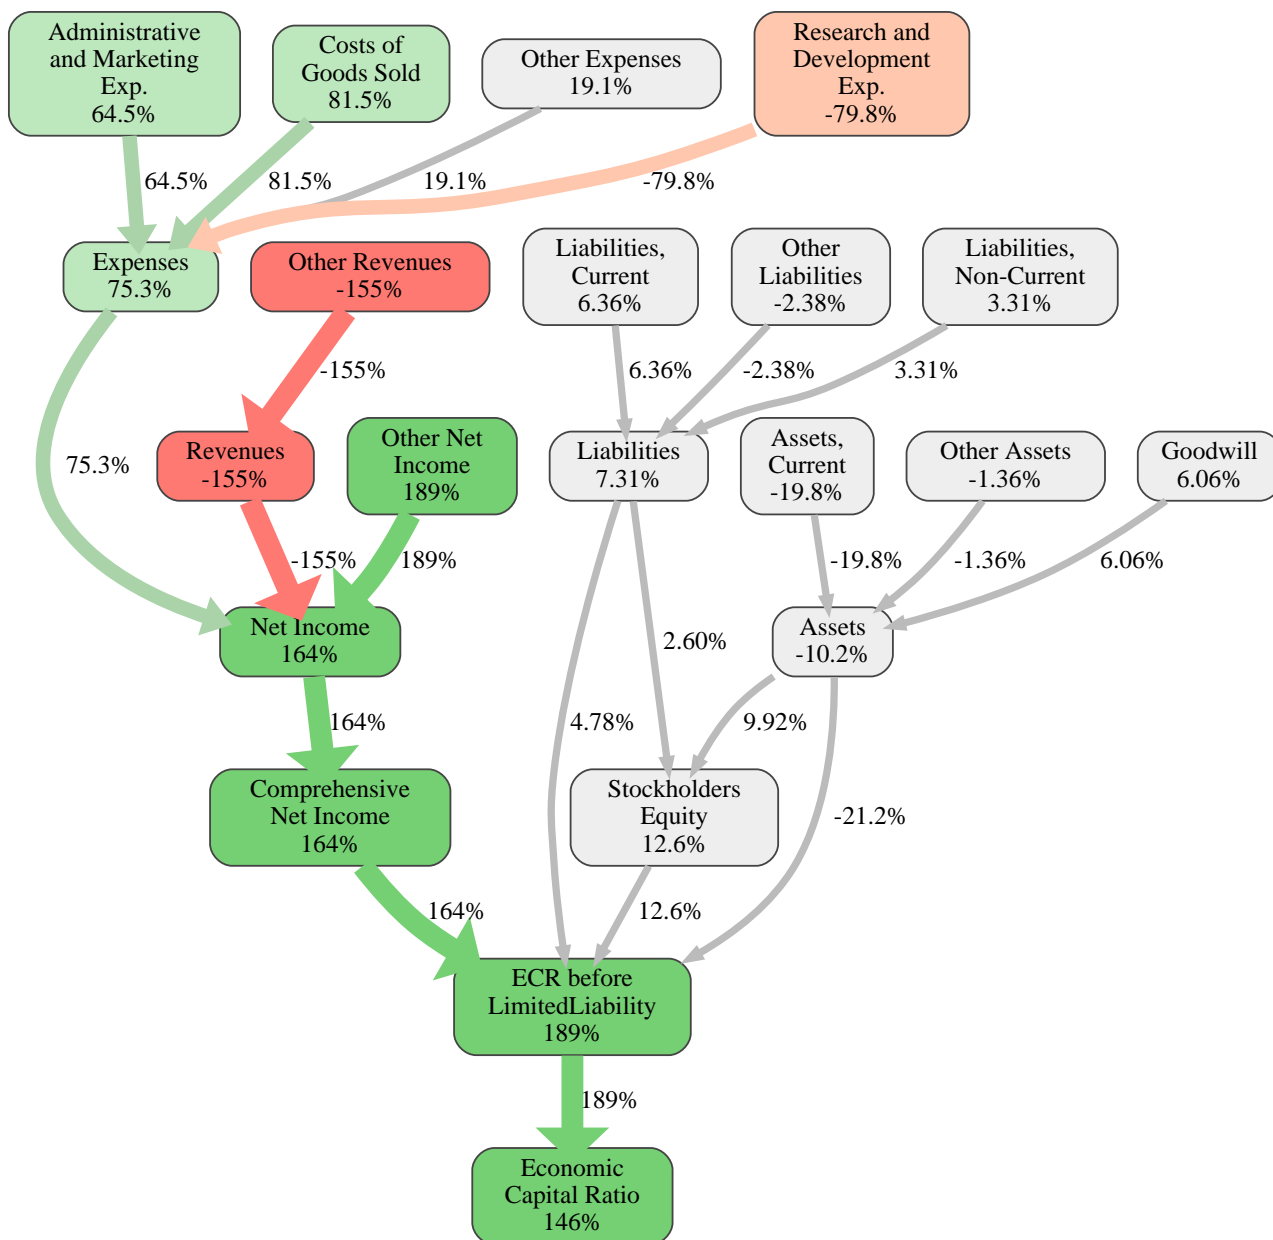 Administrative
and Marketing
Exp.
64.5%
Costs of
Goods Sold
81.5%
Other Expenses
19.1%
Research and
Development
Exp.
-79.8%
64.5%
81.5%
19.1%
-79.8%
Expenses
75.3%
Other Revenues
-155%
Liabilities,
Current
6.36%
Other
Liabilities
-2.38%
Liabilities,
Non-Current
3.31%
-155%
6.36%
-2.38%
3.31%
75.3%
Revenues
-155%
Other Net
Income
189%
Liabilities
7.31%
Assets,
Current
-19.8%
Other Assets
-1.36%
Goodwill
6.06%
-155%
189%
-19.8%
-1.36%
6.06%
Net Income
164%
2.60%
Assets
-10.2%
164%
4.78%
9.92%
Comprehensive
Net Income
164%
Stockholders
Equity
12.6%
-21.2%
164%
12.6%
ECR before
LimitedLiability
189%
189%
Economic
Capital Ratio
146%